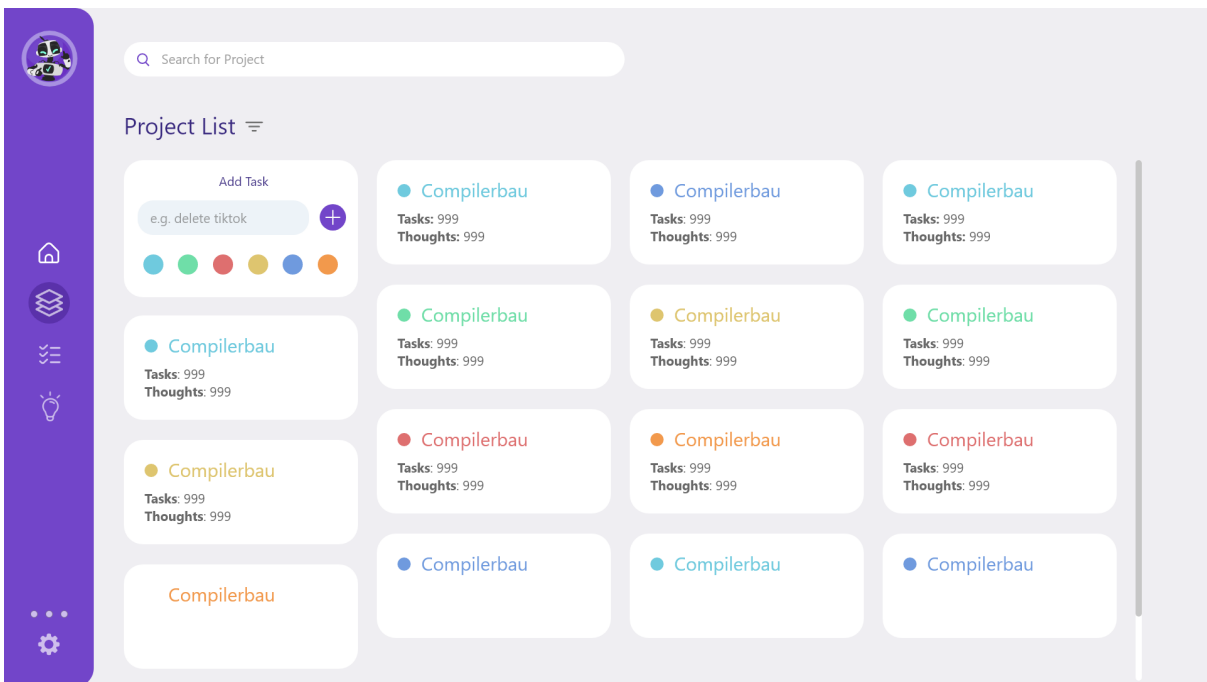 Search for Project
Project List
Add Task
e.g. delete tiktok
Compilerbau
Tasks: 999
Thoughts: 999
Compilerbau
Tasks: 999
Thoughts: 999
Compilerbau
Compilerbau
Tasks: 999
Thoughts: 999
Compilerbau
Tasks: 999
Thoughts: 999
Compilerbau
Tasks: 999
Thoughts: 999
Compilerbau
Compilerbau
Tasks: 999
Thoughts: 999
Compilerbau
Tasks: 999
Thoughts: 999
Compilerbau
Tasks: 999
Thoughts: 999
Compilerbau
Compilerbau
Tasks: 999
Thoughts: 999
Compilerbau
Tasks: 999
Thoughts: 999
Compilerbau
Tasks: 999
Thoughts: 999
Compilerbau